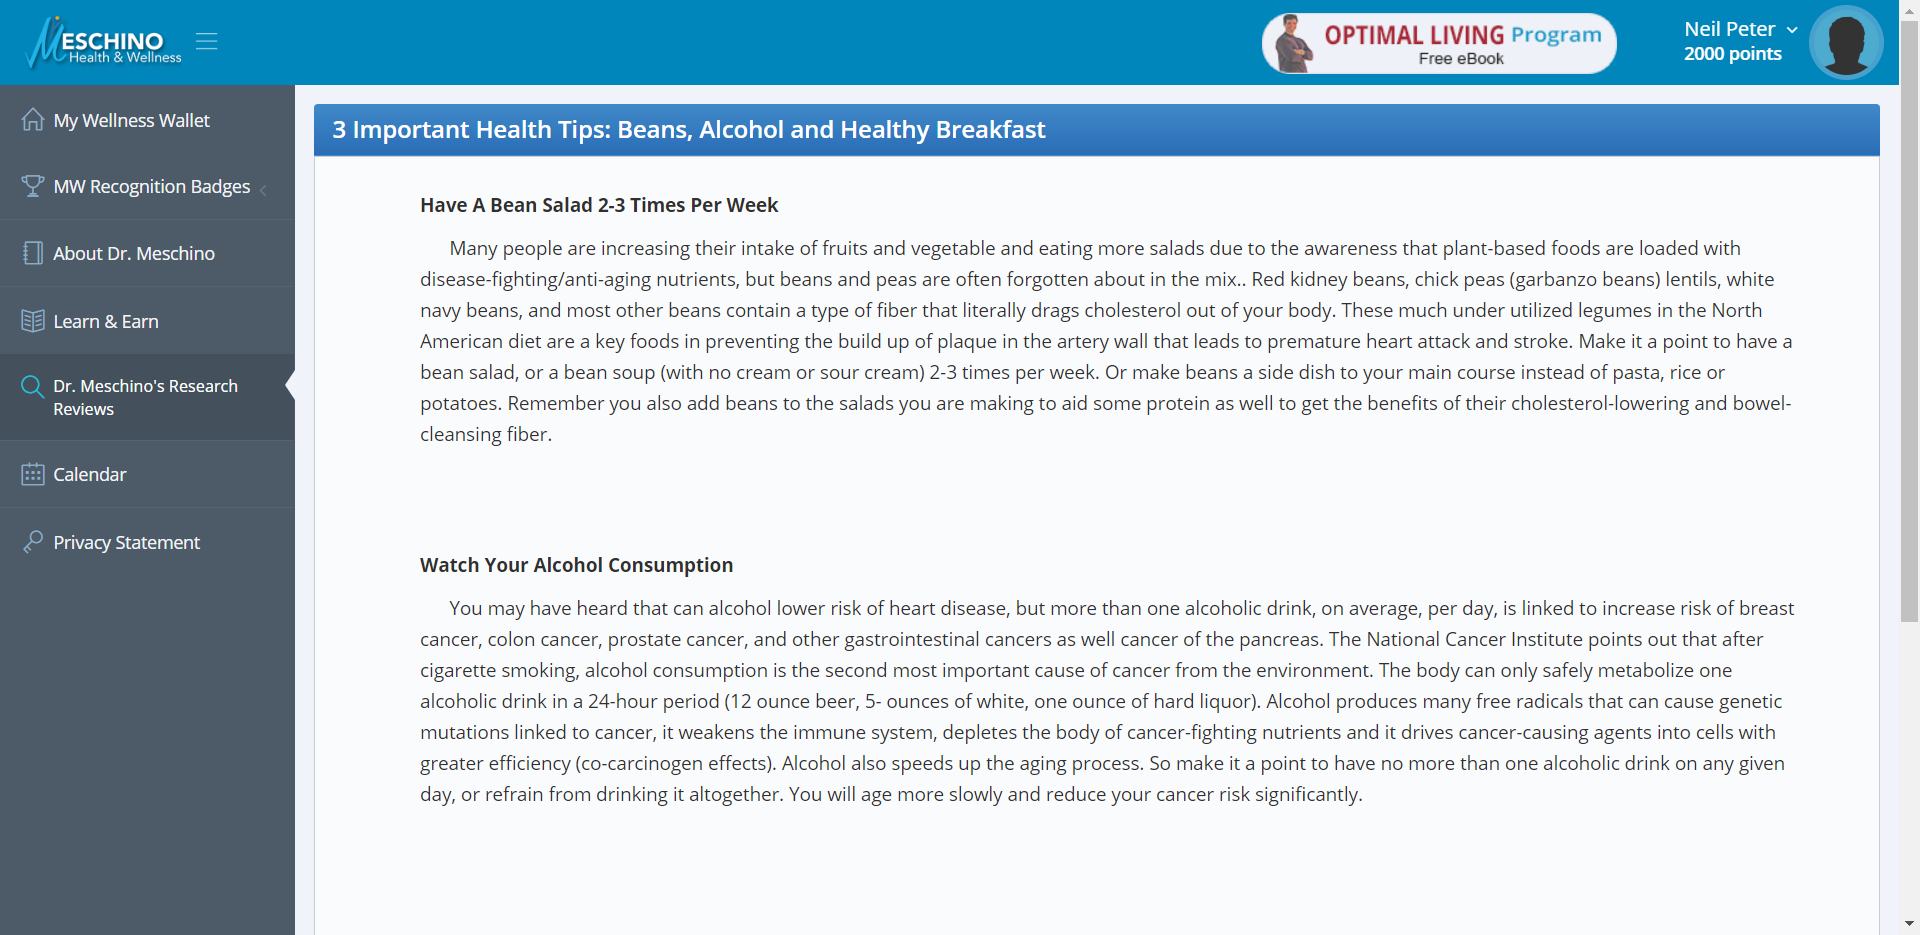 MESCHINO
Health & Wellness
OPTIMAL LIVING Program
Free eBook
Neil Peter
2000 points
My Wellness Wallet
MW Recognition Badges
About Dr. Meschino
Learn & Earn
Dr. Meschino's Research
Reviews
Calendar
Privacy Statement
3 Important Health Tips: Beans, Alcohol and Healthy Breakfast
Have A Bean Salad 2-3 Times Per Week
Many people are increasing their intake of fruits and vegetable and eating more salads due to the awareness that plant-based foods are loaded with
disease-fighting/anti-aging nutrients, but beans and peas are often forgotten about in the mix.. Red kidney beans, chick peas (garbanzo beans) lentils, white
navy beans, and most other beans contain a type of fiber that literally drags cholesterol out of your body. These much under utilized legumes in the North
American diet are a key foods in preventing the build up of plaque in the artery wall that leads to premature heart attack and stroke. Make it a point to have a
bean salad, or a bean soup (with no cream or sour cream) 2-3 times per week. Or make beans a side dish to your main course instead of pasta, rice or
potatoes. Remember you also add beans to the salads you are making to aid some protein as well to get the benefits of their cholesterol-lowering and bowel-
cleansing fiber.
Watch Your Alcohol Consumption
You may have heard that can alcohol lower risk of heart disease, but more than one alcoholic drink, on average, per day, is linked to increase risk of breast
cancer, colon cancer, prostate cancer, and other gastrointestinal cancers as well cancer of the pancreas. The National Cancer Institute points out that after
cigarette smoking, alcohol consumption is the second most important cause of cancer from the environment. The body can only safely metabolize one
alcoholic drink in a 24-hour period (12 ounce beer, 5- ounces of white, one ounce of hard liquor). Alcohol produces many free radicals that can cause genetic
mutations linked to cancer, it weakens the immune system, depletes the body of cancer-fighting nutrients and it drives cancer-causing agents into cells with
greater efficiency (co-carcinogen effects). Alcohol also speeds up the aging process. So make it a point to have no more than one alcoholic drink on any given
day, or refrain from drinking it altogether. You will age more slowly and reduce your cancer risk significantly.